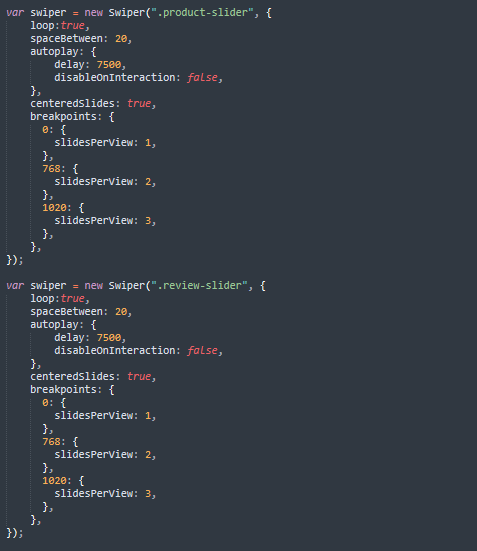 var swiper = new Swiper(".product-slider", {
    loop:true,
    spaceBetween: 20,
    autoplay: {
        delay: 7500,
        disableOnInteraction: false,
    },
    centeredSlides: true,
    breakpoints: {
      0: {
        slidesPerView: 1,
      },
      768: {
        slidesPerView: 2,
      },
      1020: {
        slidesPerView: 3,
      },
    },
});

var swiper = new Swiper(".review-slider", {
    loop:true,
    spaceBetween: 20,
    autoplay: {
        delay: 7500,
        disableOnInteraction: false,
    },
    centeredSlides: true,
    breakpoints: {
      0: {
        slidesPerView: 1,
      },
      768: {
        slidesPerView: 2,
      },
      1020: {
        slidesPerView: 3,
      },
    },
});